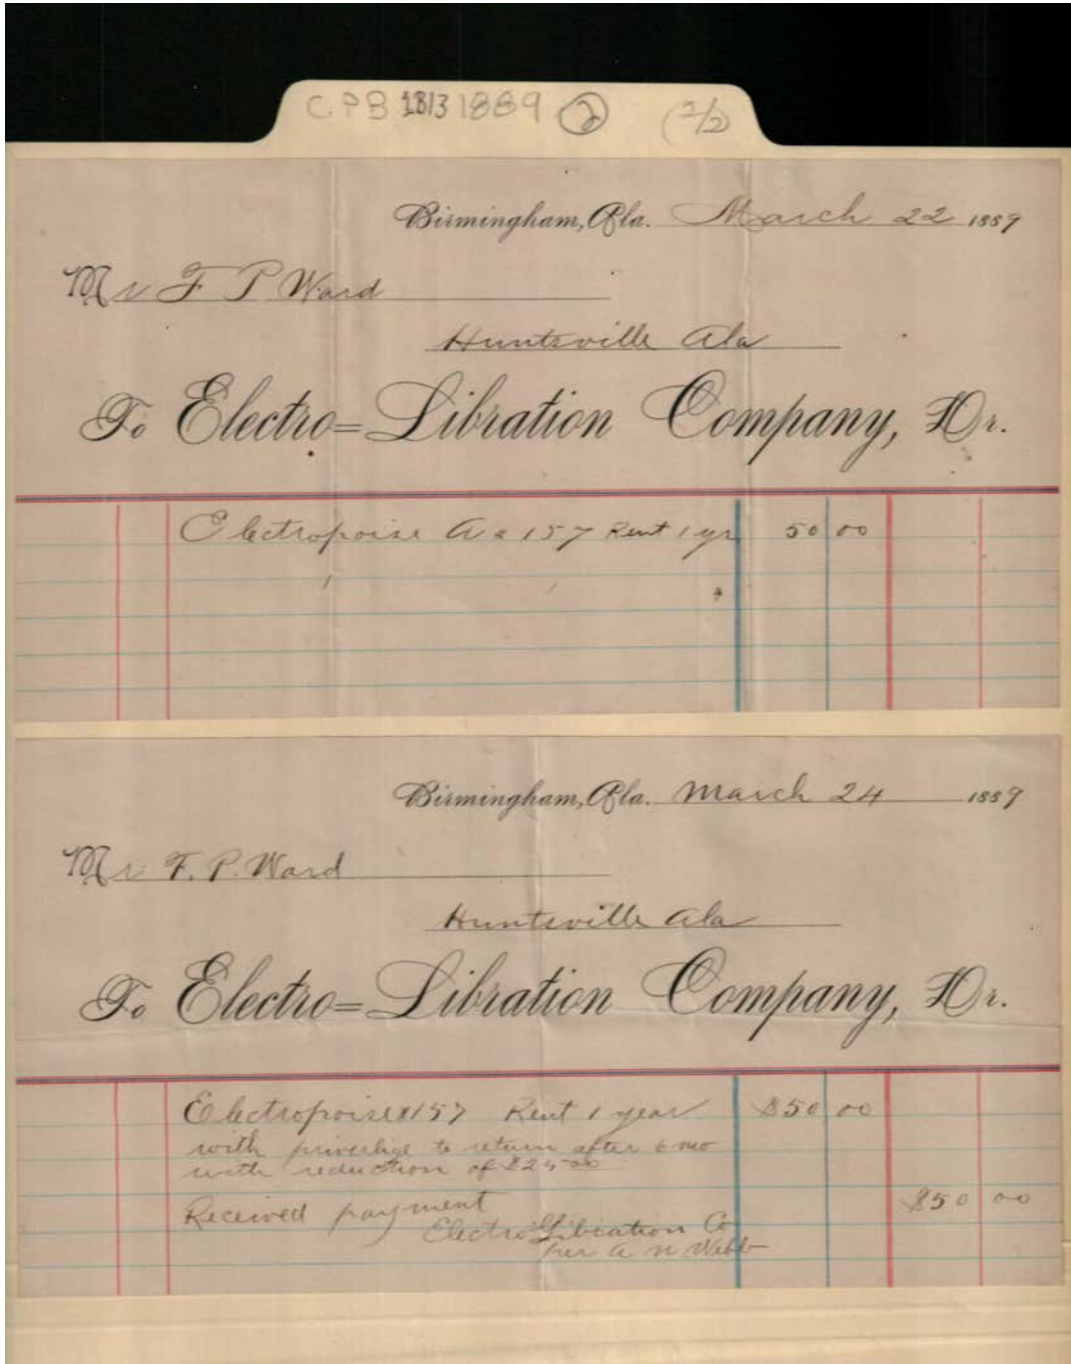 C.P.B 1813 1889 2 (2/2)
Birmingham, Ala. March 22 1889
Mr F P Ward
Huntsville Ala
To Electro=Libration Company, Dr.
Electropoise 157 Rent 1 yr 50 00
Birmingham, Ala. March 24 1889
Mr F. P. Ward
Huntsville Ala
To Electro=Libration Company, Dr.
Electropoise 157 Rent 1 year $50 00
with priverlige to return after 6 mo
with reduction of $25 00
Received payment $50 00
Electro Libration Co
per A N Webb